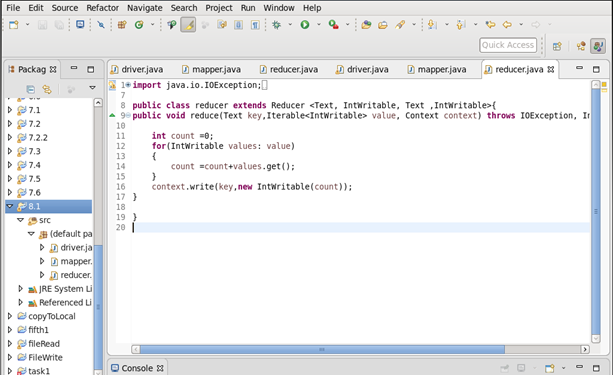 File Edit Source Refactor Navigate Search Project Run Window Help
Quick Access
Packag
driver.java mapper.java reducer.java driver.java mapper.java reducer.java
7.1
7.2
7.2.2
7.3
7.4
7.5
7.6
8.1
src
(default pa
driver.ja
mapper.
reducer.
JRE System Li
Referenced Li
copyToLocal
fifth1
fileRead
FileWrite
task1
1 import java.io.IOException;
7
8 public class reducer extends Reducer <Text, IntWritable, Text ,IntWritable>{
9 public void reduce(Text key,Iterable<IntWritable> value, Context context) throws IOException, In
10
11 int count =0;
12 for(IntWritable values: value)
13 {
14 count =count+values.get();
15 }
16 context.write(key,new IntWritable(count));
17 }
18
19 }
20
Console